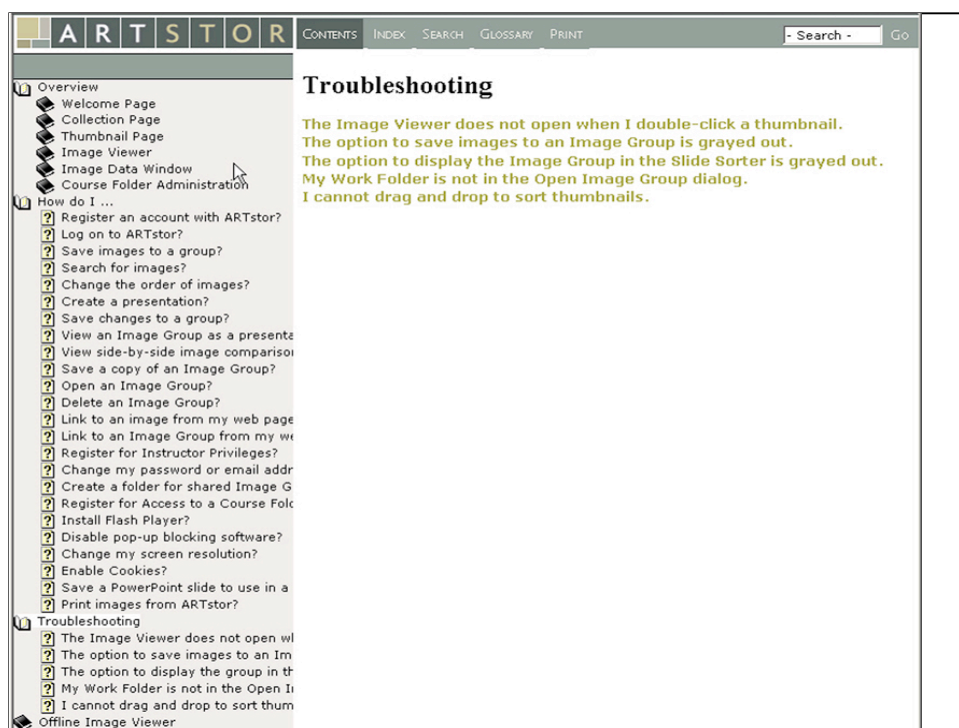 ARTSTOR
CONTENTS INDEX SEARCH GLOSSARY PRINT
- Search - Go
Overview
Welcome Page
Collection Page
Thumbnail Page
Image Viewer
Image Data Window
Course Folder Administration
How do I ...
Register an account with ARTstor?
Log on to ARTstor?
Save images to a group?
Search for images?
Change the order of images?
Create a presentation?
Save changes to a group?
View an Image Group as a presenta
View side-by-side image compariso
Save a copy of an Image Group?
Open an Image Group?
Delete an Image Group?
Link to an image from my web page
Link to an Image Group from my we
Register for Instructor Privileges?
Change my password or email addr
Create a folder for shared Image G
Register for Access to a Course Fold
Install Flash Player?
Disable pop-up blocking software?
Change my screen resolution?
Enable Cookies?
Save a PowerPoint slide to use in a
Print images from ARTstor?
Troubleshooting
The Image Viewer does not open wh
The option to save images to an Im
The option to display the group in th
My Work Folder is not in the Open I
I cannot drag and drop to sort thum
Offline Image Viewer
Troubleshooting
The Image Viewer does not open when I double-click a thumbnail.
The option to save images to an Image Group is grayed out.
The option to display the Image Group in the Slide Sorter is grayed out.
My Work Folder is not in the Open Image Group dialog.
I cannot drag and drop to sort thumbnails.